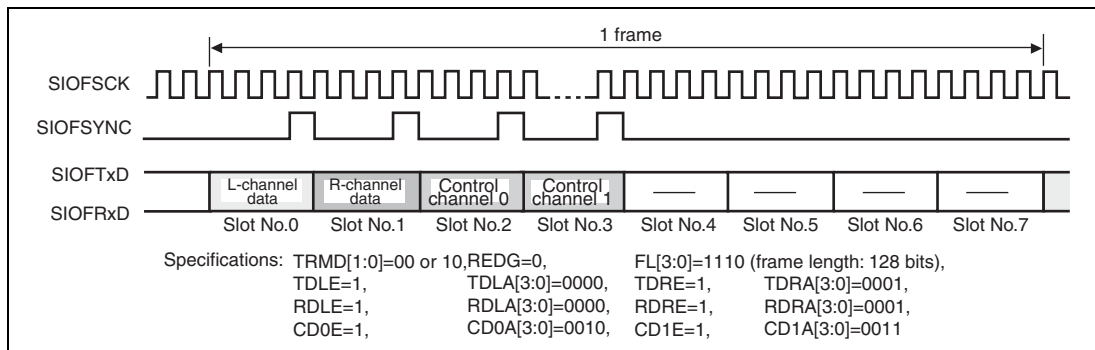 1 frame
SIOFSCK
SIOFSYNC
SIOFTxD
SIOFRxD
L-channel
data
R-channel
data
Control
channel 0
Control
channel 1
Slot No.0 Slot No.1 Slot No.2 Slot No.3 Slot No.4 Slot No.5 Slot No.6 Slot No.7
Specifications: TRMD[1:0]=00 or 10, REDG=0, FL[3:0]=1110 (frame length: 128 bits),
TDLE=1, TDLA[3:0]=0000, TDRE=1, TDRA[3:0]=0001,
RDLE=1, RDLA[3:0]=0000, RDRE=1, RDRA[3:0]=0001,
CD0E=1, CD0A[3:0]=0010, CD1E=1, CD1A[3:0]=0011